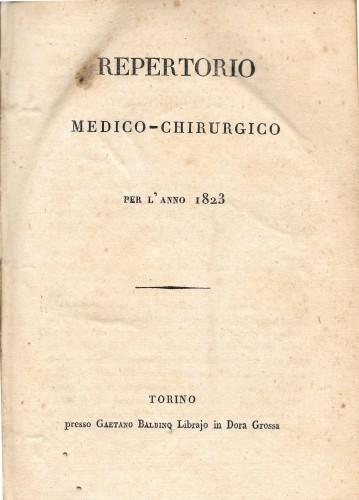 REPERTORIO
MEDICO-CHIRURGICO
PER L'ANNO 1823
TORINO
presso GAETANO BALBINO Librajo in Dora Grossa